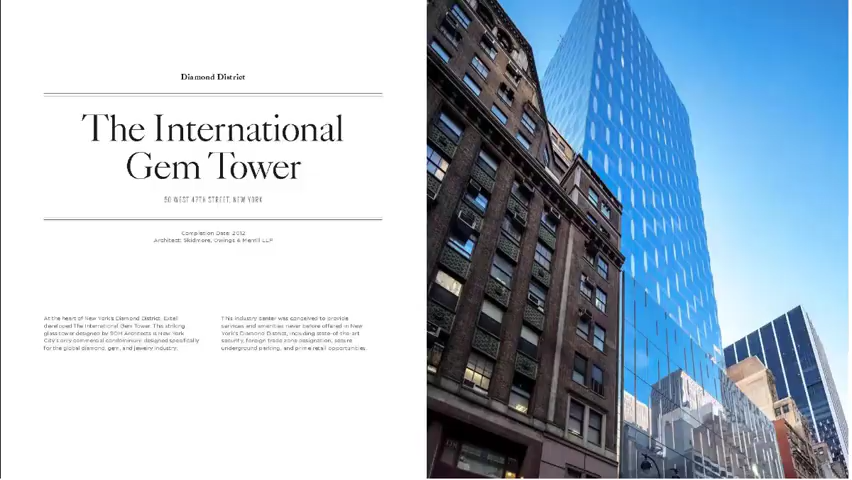 Diamond District
The International
Gem Tower
50 WEST 47TH STREET, NEW YORK
Completion Date: 2012
Architect: Skidmore, Owings & Merrill LLP
At the heart of New York's Diamond District, Extell
developed The International Gem Tower. This striking
glass tower designed by SOM Architects is New York
City's only commercial condominium designed specifically
for the global diamond, gem, and jewelry industry.
This industry center was conceived to provide
services and amenities never before offered in New
York's Diamond District, including state-of-the-art
security, foreign trade zone designation, secure
underground parking, and prime retail opportunities.